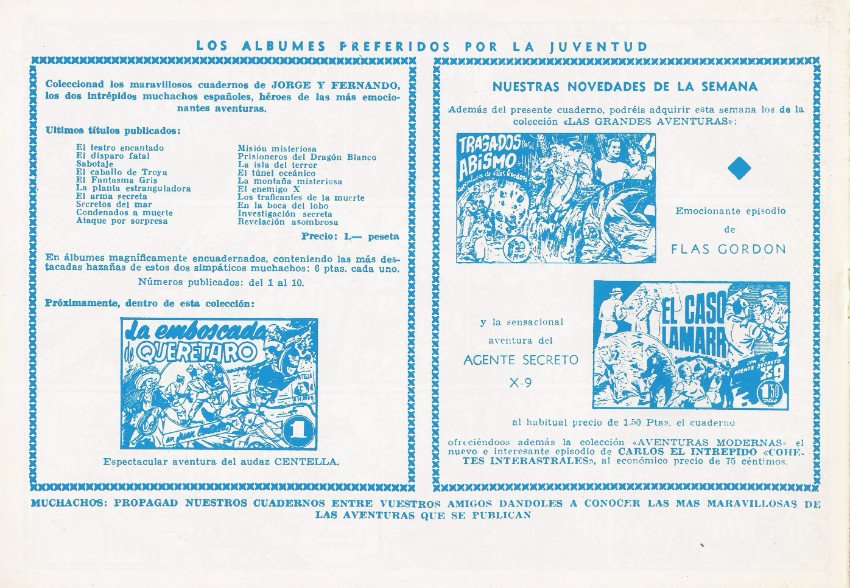 LOS ALBUMES PREFERIDOS POR LA JUVENTUD
Coleccionad los maravillosos cuadernos de JORGE Y FERNANDO,
los dos intrépidos muchachos españoles, héroes de las más emocio-
nantes aventuras.
Ultimos títulos publicados:
El teatro encantado
El disparo fatal
Sabotaje
El caballo de Troya
El Fantasma Gris
La planta estranguladora
El arma secreta
Secretos del mar
Condenados a muerte
Ataque por sorpresa
Misión misteriosa
Prisioneros del Dragón Blanco
La isla del terror
El túnel oceánico
La montaña misteriosa
El enemigo X
Los traficantes de la muerte
En la boca del lobo
Investigación secreta
Revelación asombrosa
Precio: 1.— peseta
En álbumes magníficamente encuadernados, conteniendo las más des-
tacadas hazañas de estos dos simpáticos muchachos: 6 ptas. cada uno.
Números publicados: del 1 al 10.
Próximamente, dentro de esta colección:
La emboscada
de QUERETARO
1
Espectacular aventura del audaz CENTELLA.
NUESTRAS NOVEDADES DE LA SEMANA
Además del presente cuaderno, podréis adquirir esta semana los de la
colección «LAS GRANDES AVENTURAS»:
TRAGADOS
ABISMO
Emocionante episodio
de
FLAS GORDON
y la sensacional
aventura del
AGENTE SECRETO
X-9
EL CASO
LAMARR
AGENTE SECRETO
X9
1'50
al habitual precio de 1.50 Ptas. el cuaderno
ofreciéndoos además la colección «AVENTURAS MODERNAS» el
nuevo e interesante episodio de CARLOS EL INTREPIDO «COHE-
TES INTERASTRALES», al económico precio de 75 céntimos.
MUCHACHOS: PROPAGAD NUESTROS CUADERNOS ENTRE VUESTROS AMIGOS DANDOLES A CONOCER LAS MAS MARAVILLOSAS DE
LAS AVENTURAS QUE SE PUBLICAN